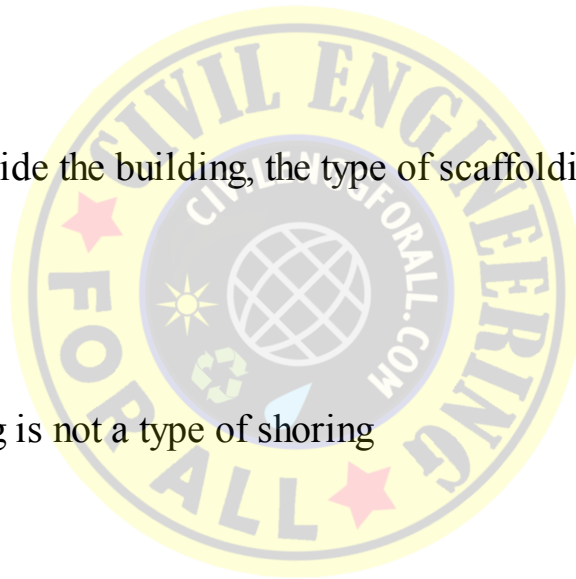 CIVIL ENGINEERING
ide the building, the type of scaffoldi
CIVILENGGFORALL.COM
g is not a type of shoring
FOR ALL